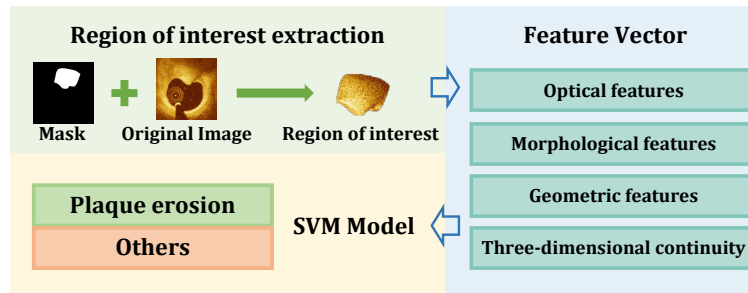 Region of interest extraction
Mask
Original Image
Region of interest
Feature Vector
Optical features
Morphological features
Geometric features
Three-dimensional continuity
SVM Model
Plaque erosion
Others